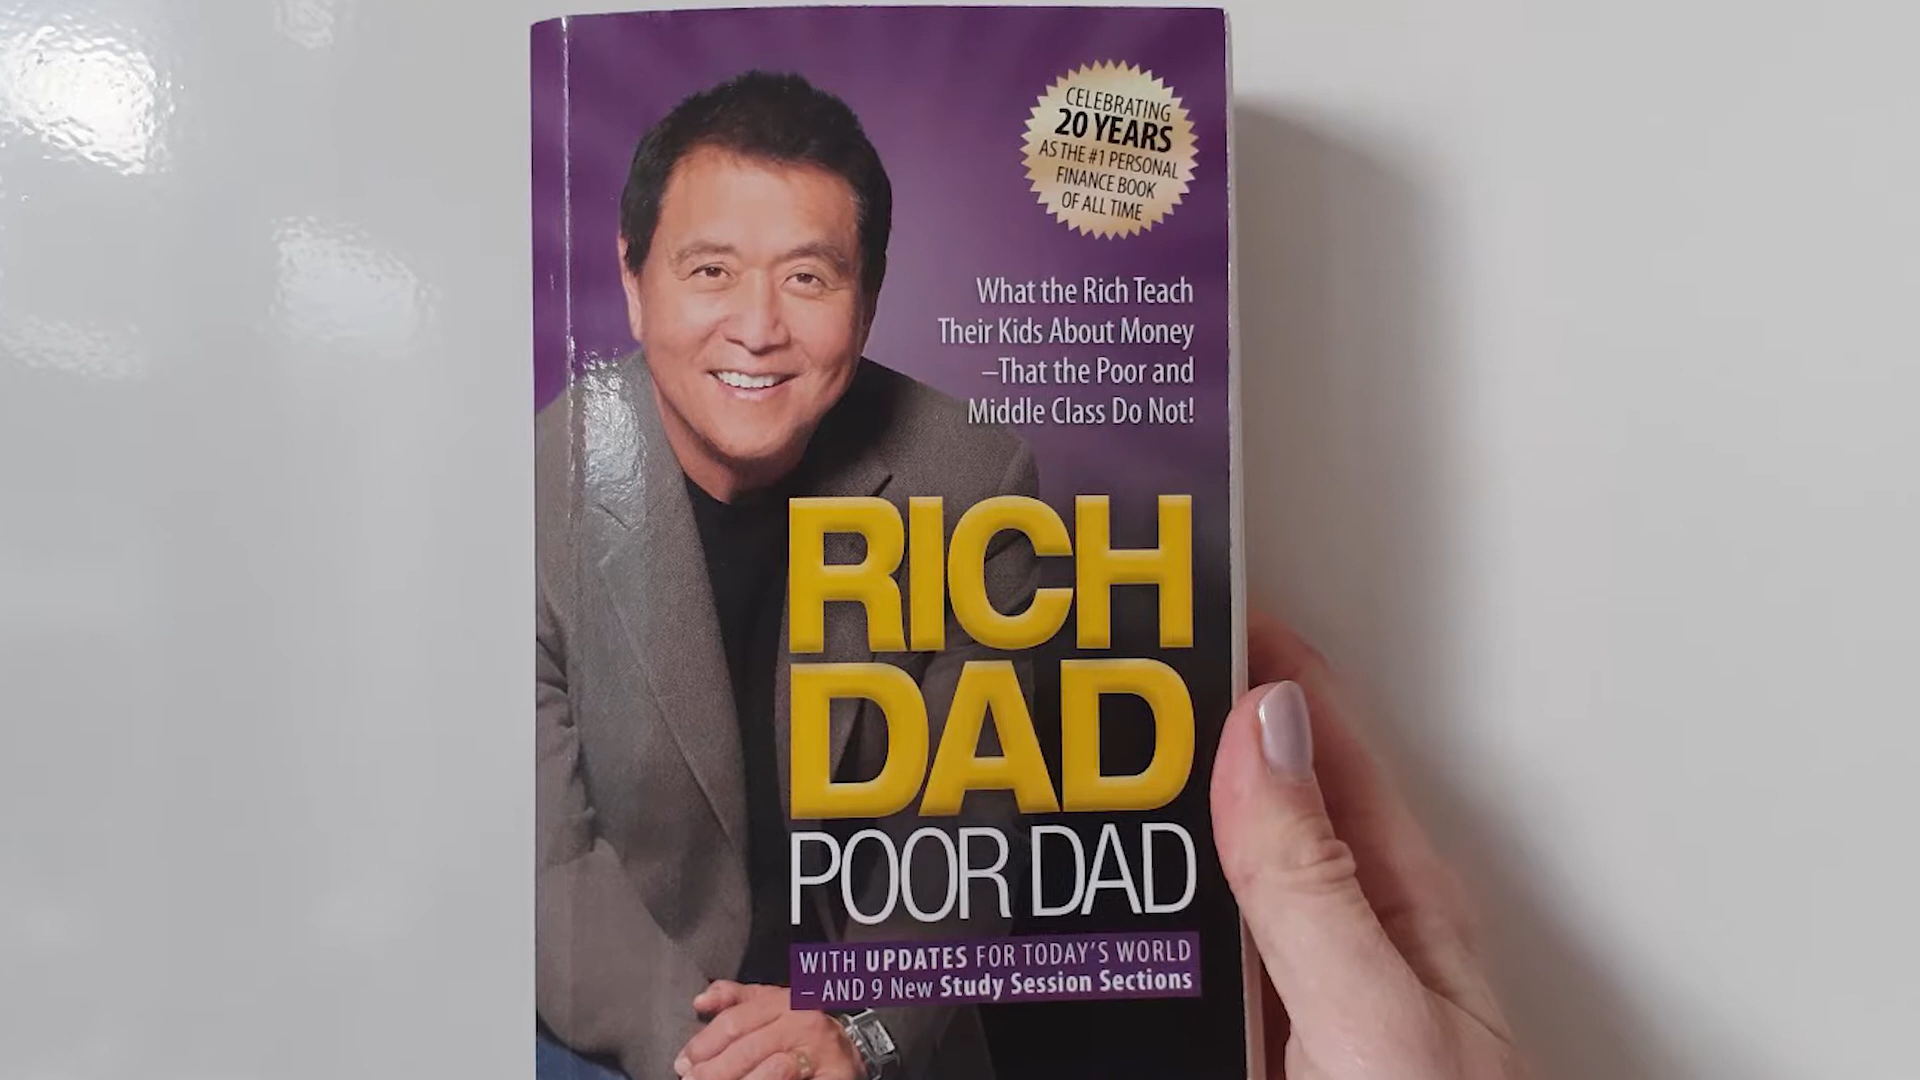 CELEBRATING
20 YEARS
AS THE #1 PERSONAL
FINANCE BOOK
OF ALL TIME
What the Rich Teach
Their Kids About Money
–That the Poor and
Middle Class Do Not!
RICH
DAD
POOR DAD
WITH UPDATES FOR TODAY'S WORLD
– AND 9 New Study Session Sections